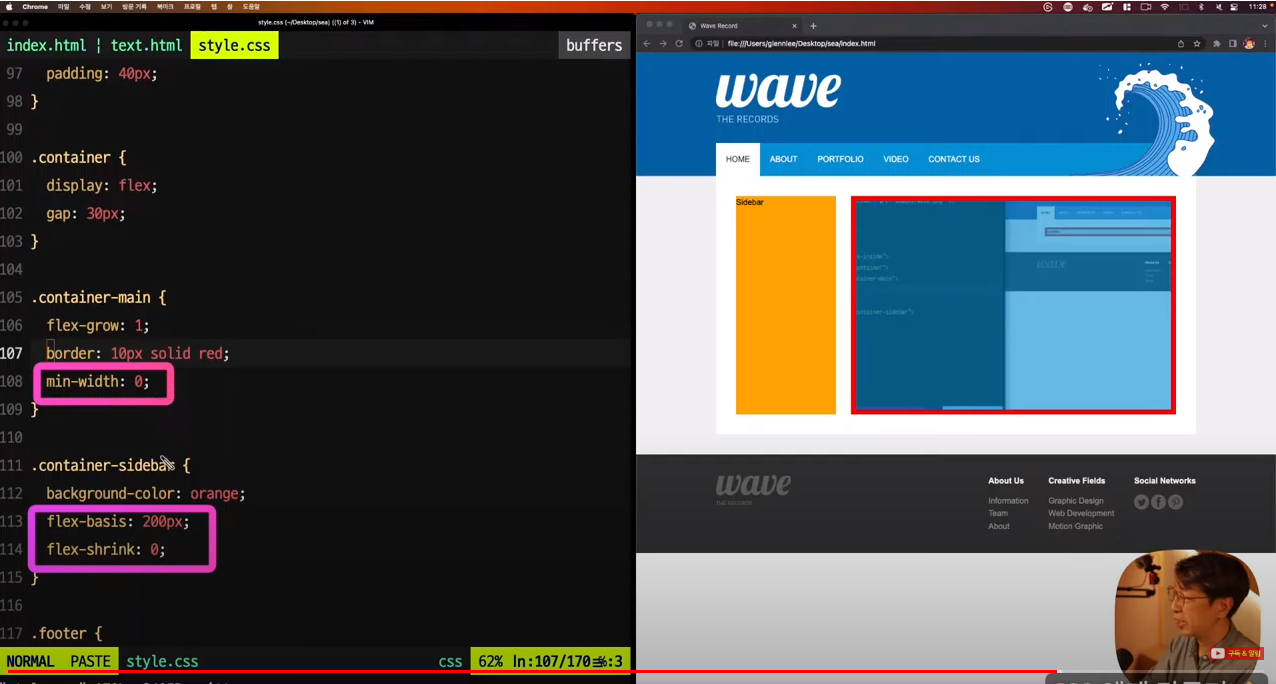 Chrome 파일 수정 보기 방문 기록 북마크 프로필 탭 창 도움말
11:28
style.css (~/Desktop/sea) ((1) of 3) - VIM
index.html | text.html style.css
buffers
97 padding: 40px;
98 }
99
100 .container {
101 display: flex;
102 gap: 30px;
103 }
104
105 .container-main {
106 flex-grow: 1;
107 border: 10px solid red;
108 min-width: 0;
109 }
110
111 .container-sidebar {
112 background-color: orange;
113 flex-basis: 200px;
114 flex-shrink: 0;
115 }
116
117 .footer {
NORMAL PASTE style.css css 62% ln:107/170≡℅:3
Wave Record
파일 file:///Users/glennlee/Desktop/sea/index.html
wave
THE RECORDS
HOME ABOUT PORTFOLIO VIDEO CONTACT US
Sidebar
wave
THE RECORDS
About Us Creative Fields Social Networks
Information Graphic Design
Team Web Development
About Motion Graphic
구독 & 알림